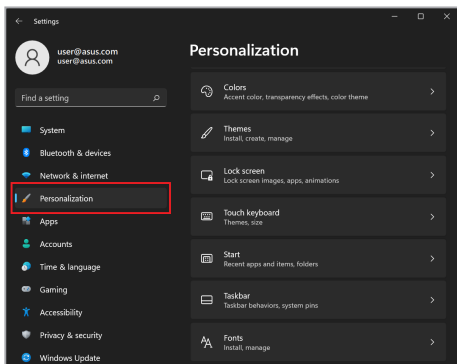 Settings
user@asus.com
user@asus.com
Find a setting
System
Bluetooth & devices
Network & internet
Personalization
Apps
Accounts
Time & language
Gaming
Accessibility
Privacy & security
Windows Update
Personalization
Colors
Accent color, transparency effects, color theme
Themes
Install, create, manage
Lock screen
Lock screen images, apps, animations
Touch keyboard
Themes, size
Start
Recent apps and items, folders
Taskbar
Taskbar behaviors, system pins
Fonts
Install, manage